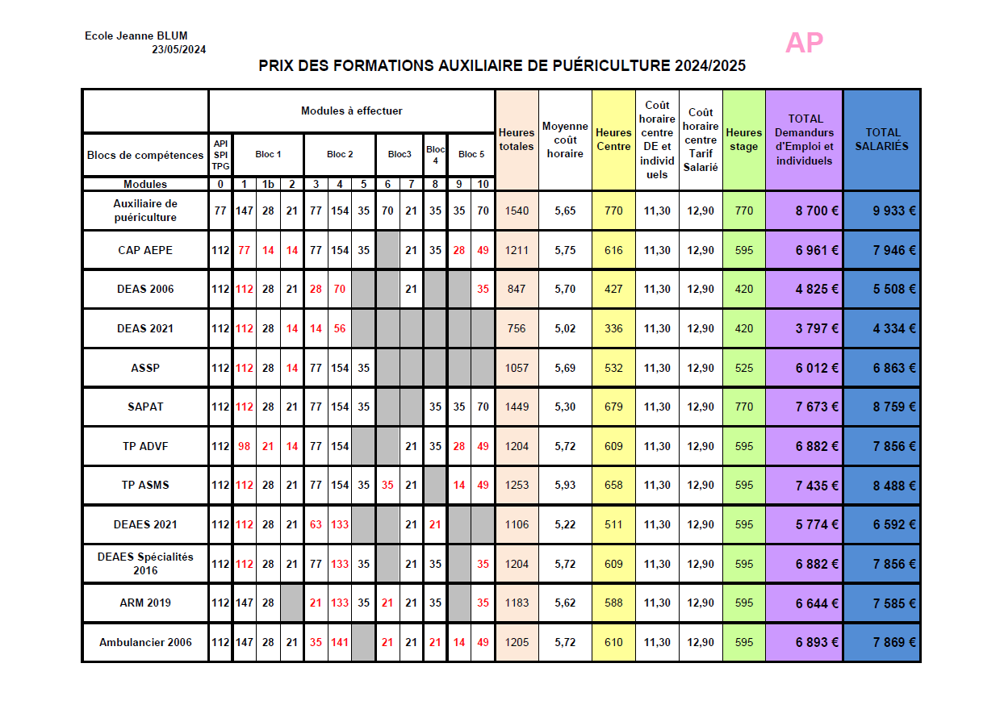 Ecole Jeanne BLUM
23/05/2024
AP
PRIX DES FORMATIONS AUXILIAIRE DE PUÉRICULTURE 2024/2025
Modules à effectuer
Heures totales
Moyenne coût horaire
Heures Centre
Coût horaire centre DE et individ uels
Coût horaire centre Tarif Salarié
Heures stage
TOTAL Demandurs d'Emploi et individuels
TOTAL SALARIÉS
Blocs de compétences API SPI TPG Bloc 1 Bloc 2 Bloc3 Bloc 4 Bloc 5
Modules 0 1 1b 2 3 4 5 6 7 8 9 10
Auxiliaire de puériculture 77 147 28 21 77 154 35 70 21 35 35 70 1540 5,65 770 11,30 12,90 770 8 700 € 9 933 €
CAP AEPE 112 77 14 14 77 154 35 21 35 28 49 1211 5,75 616 11,30 12,90 595 6 961 € 7 946 €
DEAS 2006 112 112 28 21 28 70 21 35 847 5,70 427 11,30 12,90 420 4 825 € 5 508 €
DEAS 2021 112 112 28 14 14 56 756 5,02 336 11,30 12,90 420 3 797 € 4 334 €
ASSP 112 112 28 14 77 154 35 1057 5,69 532 11,30 12,90 525 6 012 € 6 863 €
SAPAT 112 112 28 21 77 154 35 35 35 70 1449 5,30 679 11,30 12,90 770 7 673 € 8 759 €
TP ADVF 112 98 21 14 77 154 21 35 28 49 1204 5,72 609 11,30 12,90 595 6 882 € 7 856 €
TP ASMS 112 112 28 21 77 154 35 35 21 14 49 1253 5,93 658 11,30 12,90 595 7 435 € 8 488 €
DEAES 2021 112 112 28 21 63 133 21 21 1106 5,22 511 11,30 12,90 595 5 774 € 6 592 €
DEAES Spécialités 2016 112 112 28 21 77 133 35 21 35 35 1204 5,72 609 11,30 12,90 595 6 882 € 7 856 €
ARM 2019 112 147 28 21 133 35 21 21 35 35 1183 5,62 588 11,30 12,90 595 6 644 € 7 585 €
Ambulancier 2006 112 147 28 21 35 141 21 21 21 14 49 1205 5,72 610 11,30 12,90 595 6 893 € 7 869 €